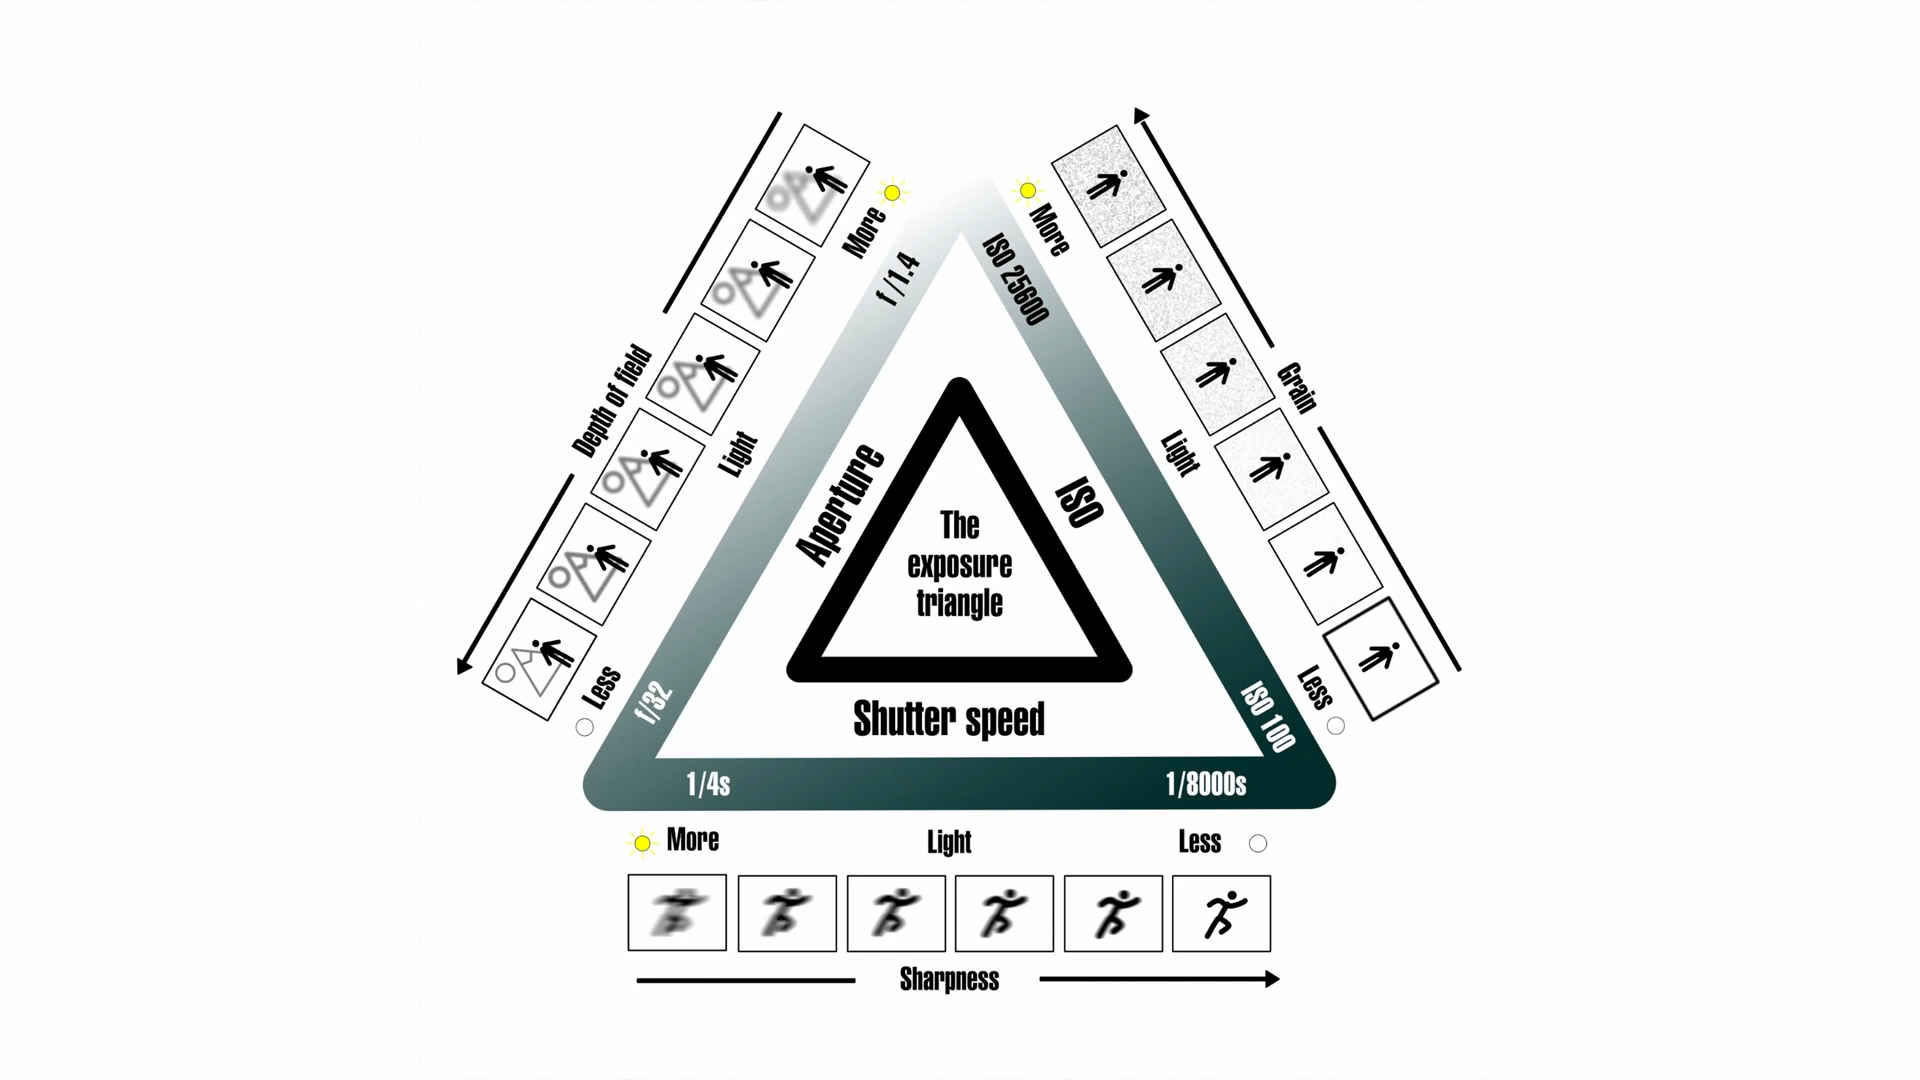 More
f/1.4
Depth of field
Light
Aperture
Less
f/32
More
ISO 25600
Grain
Light
ISO
Less
ISO 100
The
exposure
triangle
Shutter speed
1/4s
1/8000s
More
Light
Less
Sharpness